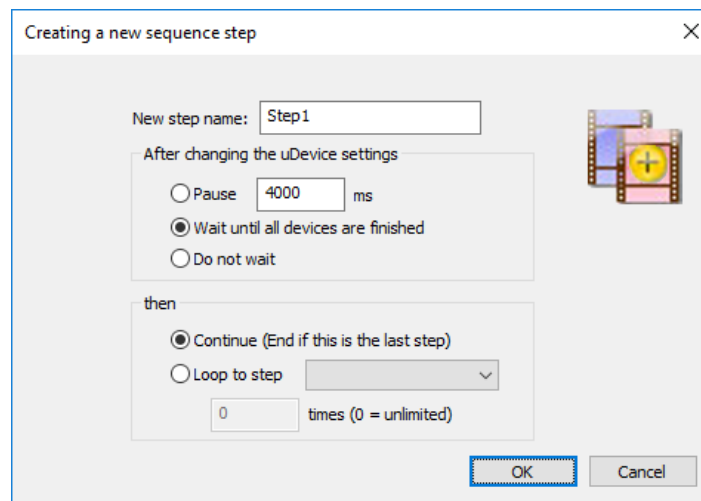 Creating a new sequence step
New step name: Step1
After changing the uDevice settings
Pause 4000 ms
Wait until all devices are finished
Do not wait
then
Continue (End if this is the last step)
Loop to step
0 times (0 = unlimited)
OK Cancel